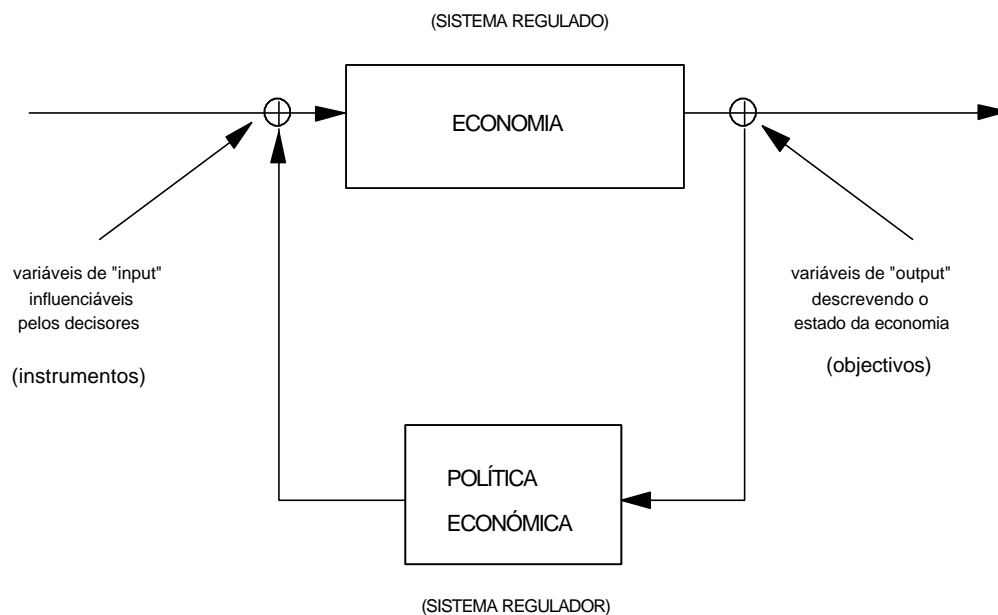 (SISTEMA REGULADO)
ECONOMIA
variáveis de "input"
influenciáveis
pelos decisores
(instrumentos)
variáveis de "output"
descrevendo o
estado da economia
(objectivos)
POLÍTICA
ECONÓMICA
(SISTEMA REGULADOR)